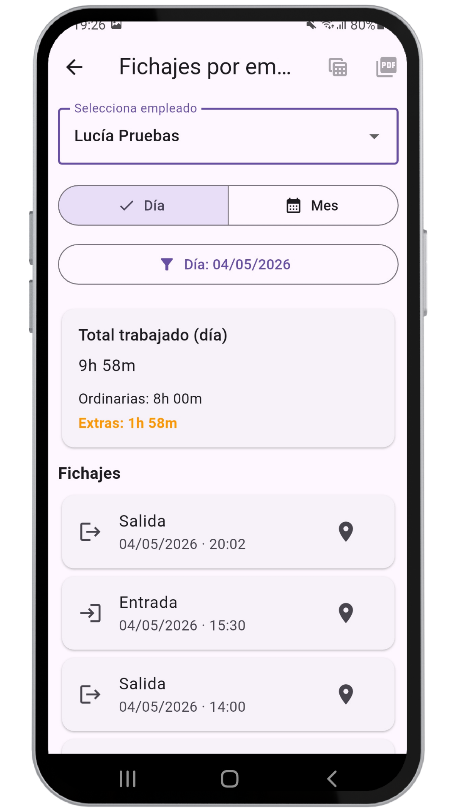 19:26
80%
Fichajes por em...
PDF
Selecciona empleado
Lucía Pruebas
Día
Mes
Día: 04/05/2026
Total trabajado (día)
9h 58m
Ordinarias: 8h 00m
Extras: 1h 58m
Fichajes
Salida
04/05/2026 · 20:02
Entrada
04/05/2026 · 15:30
Salida
04/05/2026 · 14:00